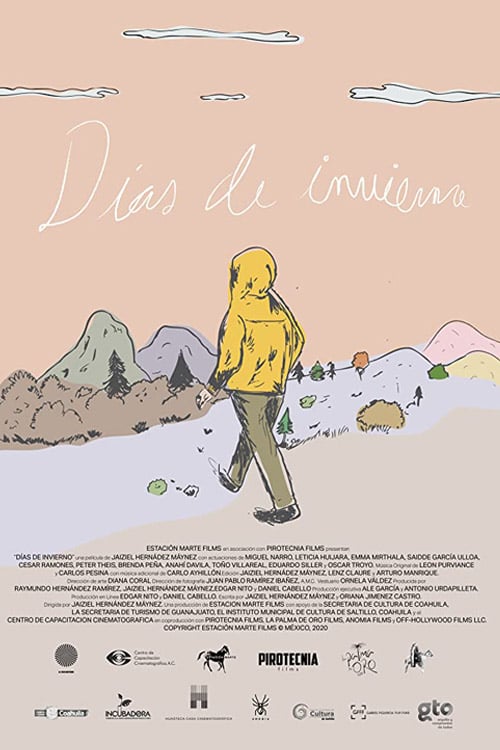 Días de invierno
ESTACIÓN MARTE FILMS en asociación con PIROTECNIA FILMS presentan
"DÍAS DE INVIERNO" una película de JAIZIEL HERNÁDEZ MÁYNEZ con actuaciones de MIGUEL NARRO, LETICIA HUIJARA, EMMA MIRTHALA, SAIDDE GARCÍA ULLOA,
CESAR RAMONES, PETER THEIS, BRENDA PEÑA, ANAHÍ DAVILA, TOÑO VILLAREAL, EDUARDO SILLER y OSCAR TROYO. Música Original de LEON PURVIANCE
y CARLOS PESINA con música adicional de CARLO AYHLLÓN Edición JAIZIEL HERNÁNDEZ MÁYNEZ, LENZ CLAURE y ARTURO MANRIQUE.
Dirección de arte DIANA CORAL Dirección de fotografía JUAN PABLO RAMÍREZ IBAÑEZ, A.M.C. Vestuario ORNELA VÁLDEZ Producida por
RAYMUNDO HERNÁNDEZ RAMÍREZ, JAIZIEL HERNÁNDEZ MÁYNEZ,EDGAR NITO y DANIEL CABELLO. Producción ejecutiva ALE GARCÍA y ANTONIO URDAPILLETA.
Producción en Línea EDGAR NITO y DANIEL CABELLO. Escrita por JAIZIEL HERNÁNDEZ MÁYNEZ y ORIANA JIMENEZ CASTRO.
Dirigida por JAIZIEL HERNÁNDEZ MÁYNEZ. una producción de ESTACION MARTE FILMS con apoyo de la SECRETARIA DE CULTURA DE COAHUILA,
LA SECRETARIA DE TURISMO DE GUANAJUATO, EL INSTITUTO MUNICIPAL DE CULTURA DE SALTILLO, COAHUILA y el
CENTRO DE CAPACITACION CINEMATOGRAFICA en coproducción con PIROTECNIA FILMS, LA PALMA DE ORO FILMS, ANOMIA FILMS y OFF-HOLLYWOOD FILMS LLC.
COPYRIGHT ESTACIÓN MARTE FILMS © MÉXICO, 2020
Centro de
Capacitación
Cinematográfica, A.C.
PIROTECNIA
films
Coahuila
INCUBADORA
Cultura
GFF
gto